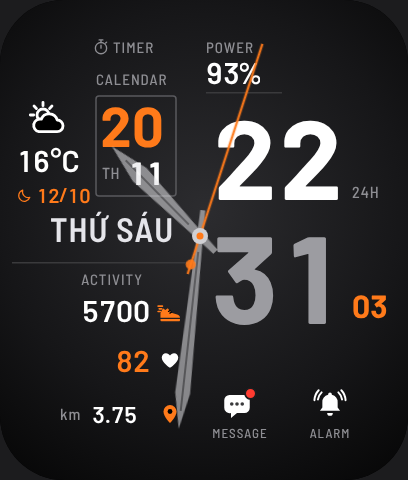 TIMER
POWER
93%
CALENDAR
20
TH 11
16°C
12/10
THỨ SÁU
22
24H
31
03
ACTIVITY
5700
82
km 3.75
MESSAGE
ALARM